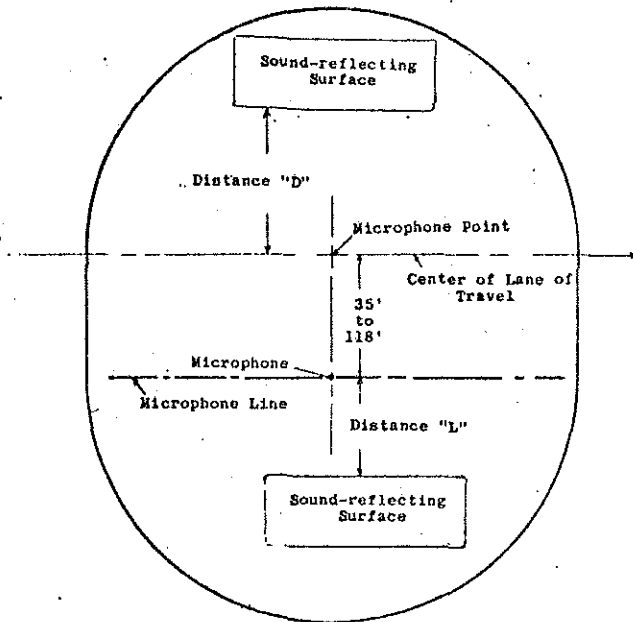 Sound-reflecting
Surface
Distance "D"
Microphone Point
Center of Lane of
Travel
35'
to
118'
Microphone
Microphone Line
Distance "L"
Sound-reflecting
Surface